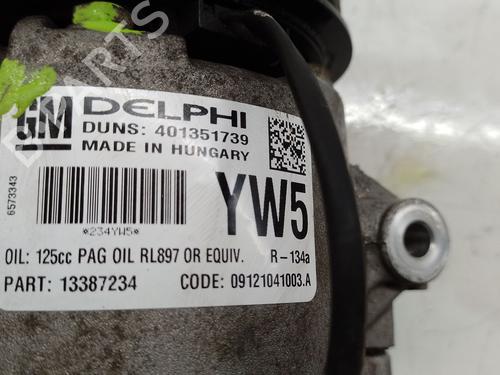 GM DELPHI
DUNS: 401351739
MADE IN HUNGARY
6573343
*234YW5*
YW5
OIL: 125cc PAG OIL RL897 OR EQUIV. R-134a
PART: 13387234 CODE: 09121041003.A